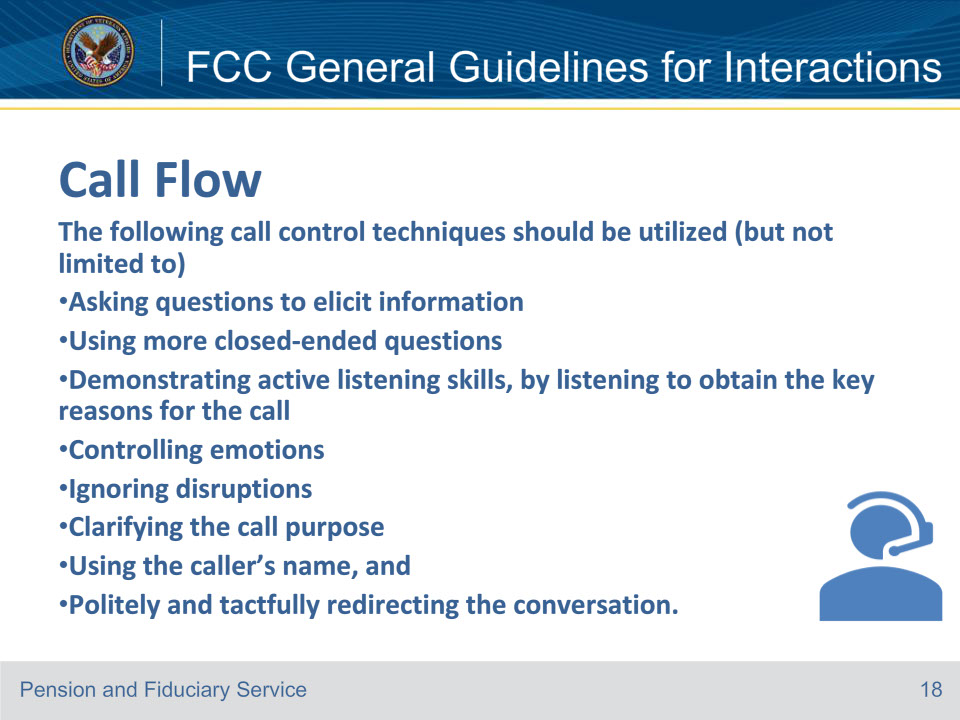 FCC General Guidelines for Interactions
Call Flow
The following call control techniques should be utilized (but not
limited to)
•Asking questions to elicit information
•Using more closed-ended questions
•Demonstrating active listening skills, by listening to obtain the key
reasons for the call
•Controlling emotions
•Ignoring disruptions
•Clarifying the call purpose
•Using the caller’s name, and
•Politely and tactfully redirecting the conversation.
Pension and Fiduciary Service
18